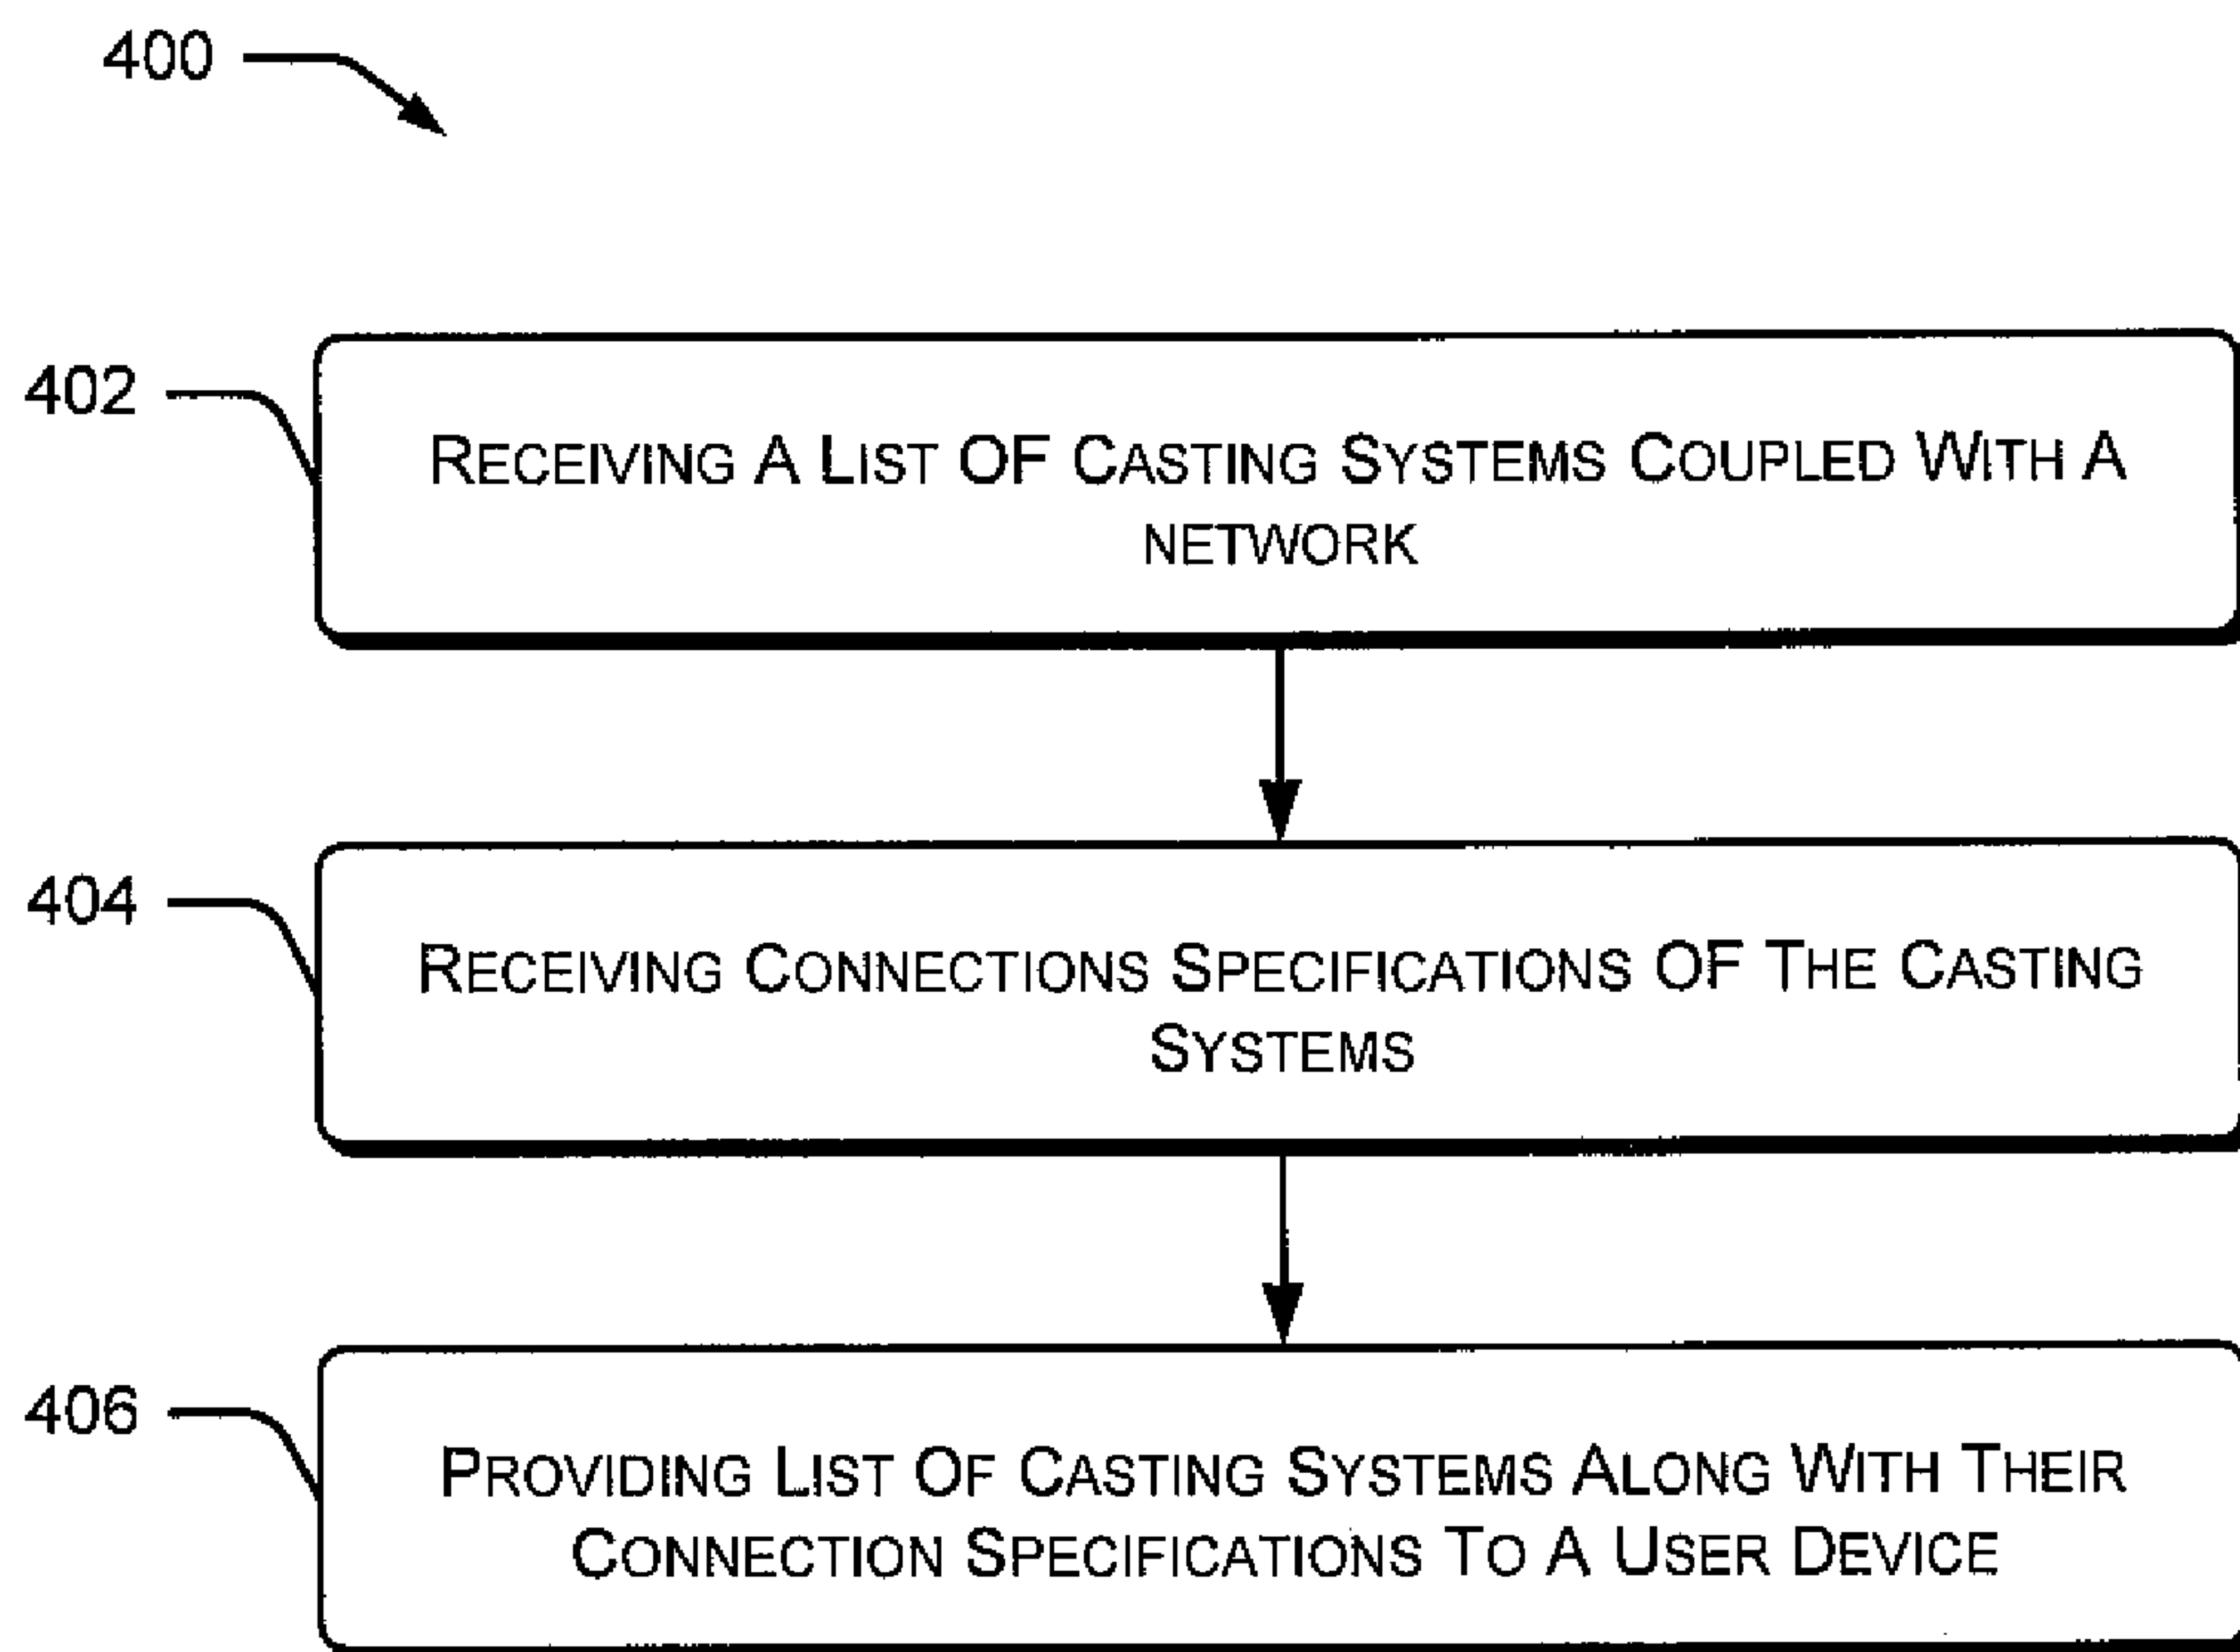 400
402
RECEIVING A LIST OF CASTING SYSTEMS COUPLED WITH A
NETWORK
404
RECEIVING CONNECTIONS SPECIFICATIONS OF THE CASTING
SYSTEMS
406
PROVIDING LIST OF CASTING SYSTEMS ALONG WITH THEIR
CONNECTION SPECIFICATIONS TO A USER DEVICE